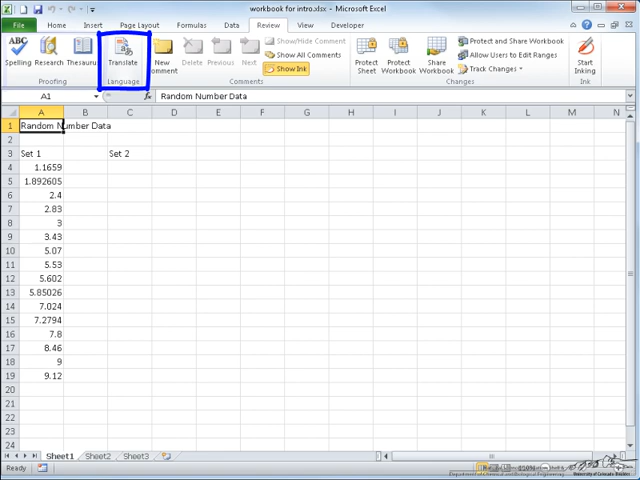 workbook for intro.xlsx - Microsoft Excel
File Home Insert Page Layout Formulas Data Review View Developer
Spelling Research Thesaurus Translate New Comment Delete Previous Next Show/Hide Comment Show All Comments Show Ink Protect Sheet Protect Workbook Share Workbook Protect and Share Workbook Allow Users to Edit Ranges Track Changes Start Inking
Proofing Language Comments Changes Ink
A1 fx Random Number Data
A B C D E F G H I J K L M N
1 Random Number Data
2
3 Set 1 Set 2
4 1.1659
5 1.892605
6 2.4
7 2.83
8 3
9 3.43
10 5.07
11 5.53
12 5.602
13 5.85026
14 7.024
15 7.2794
16 7.8
17 8.46
18 9
19 9.12
20
21
22
23
24
Sheet1 Sheet2 Sheet3
Ready